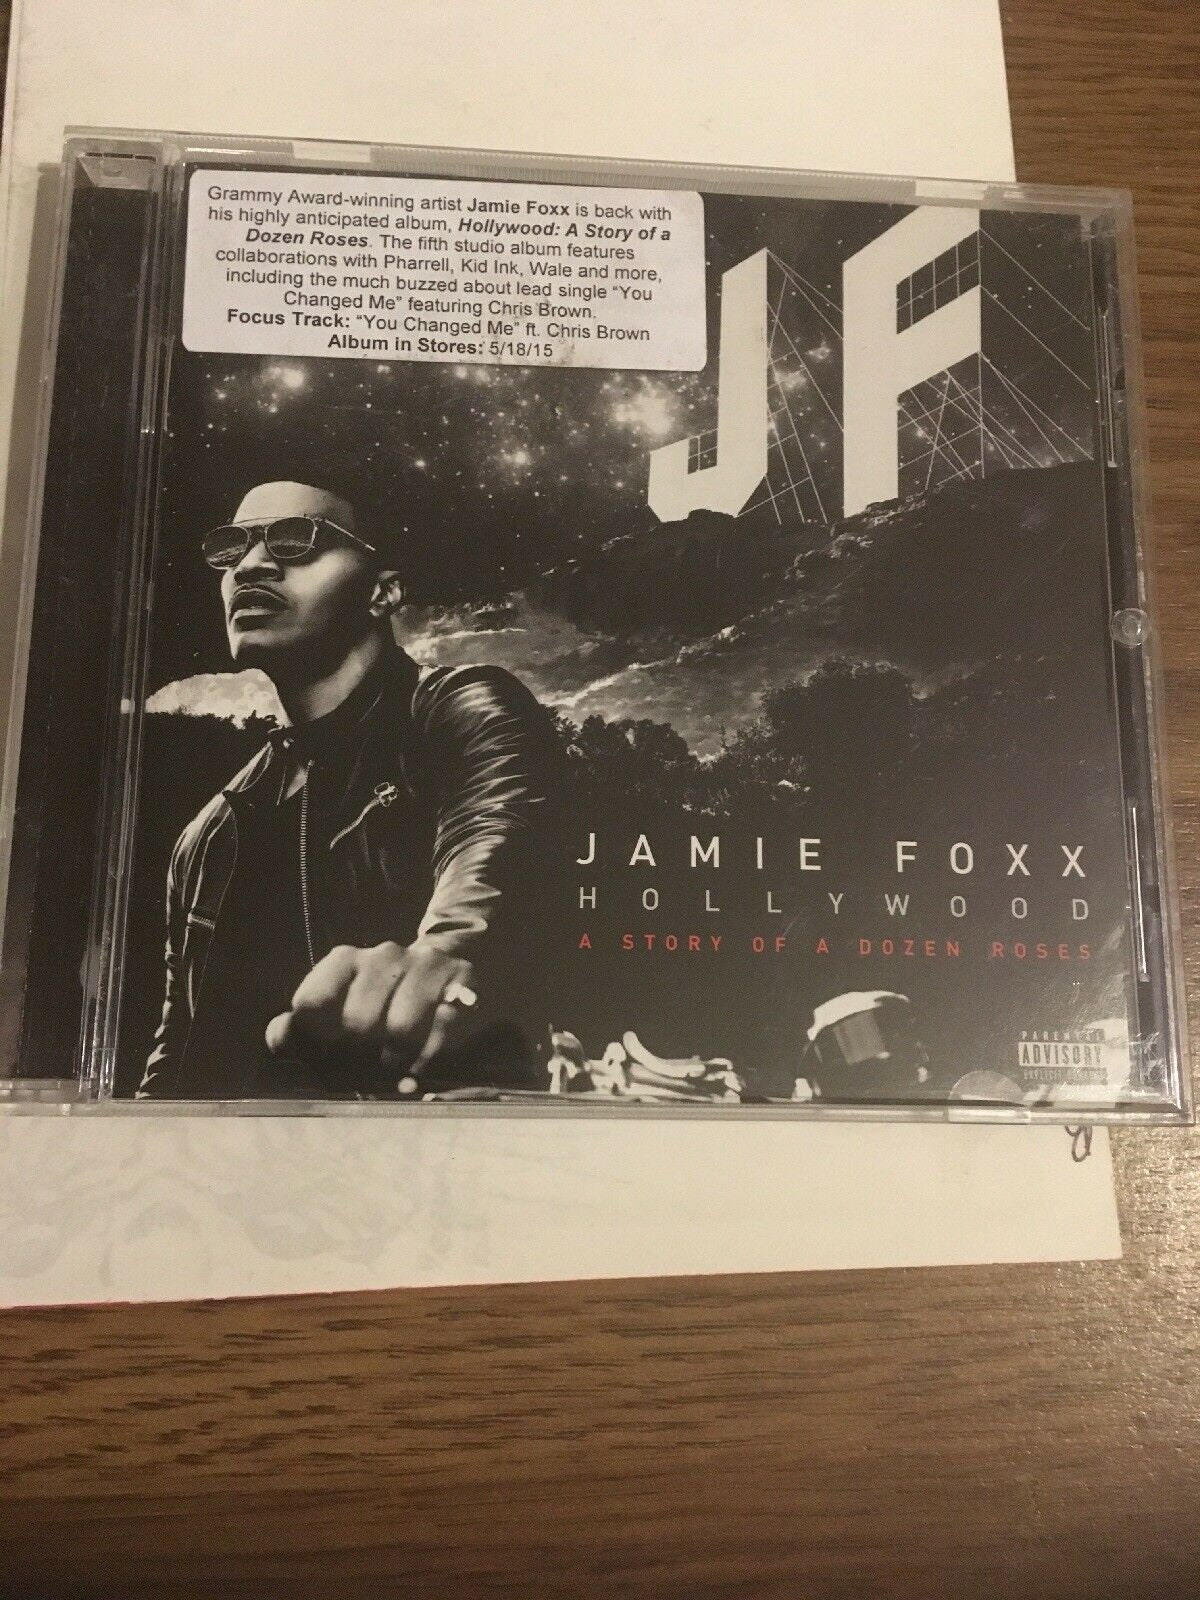 Grammy Award-winning artist Jamie Foxx is back with
his highly anticipated album, Hollywood: A Story of a
Dozen Roses. The fifth studio album features
collaborations with Pharrell, Kid Ink, Wale and more,
including the much buzzed about lead single “You
Changed Me” featuring Chris Brown.
Focus Track: “You Changed Me” ft. Chris Brown
Album in Stores: 5/18/15
JF
JAMIE FOXX
HOLLYWOOD
A STORY OF A DOZEN ROSES
PARENTAL
ADVISORY
EXPLICIT